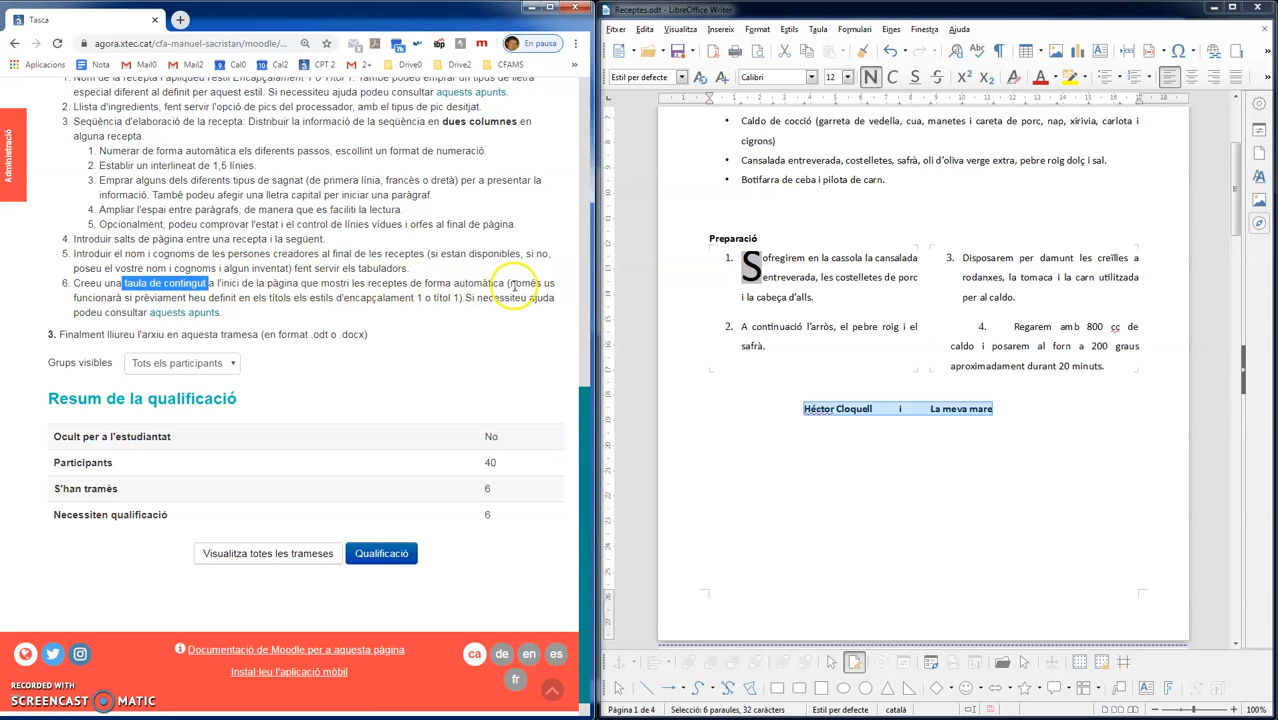 Tasca
Receptes.odt - LibreOffice Writer
agora.xtec.cat/cfa-manuel-sacristan/moodle/...
En pausa
Aplicacions Nota Mail0 Mail2 Cal0 Cal2 CPT 2 2+ Drive0 Drive2 CFAMS
Fitxer Edita Visualitza Insereix Format Estils Taula Formulari Eines Finestra Ajuda
Estil per defecte Calibri 12
Administració
especial diferent al definit per aquest estil. Si necessiteu ajuda podeu consultar aquests apunts.
2. Llista d'ingredients, fent servir l'opció de pics del processador, amb el tipus de pic desitjat.
3. Seqüència d'elaboració de la recepta: Distribuir la informació de la seqüència en dues columnes en
alguna recepta.
1. Numerar de forma automàtica els diferents passos, escollint un format de numeració.
2. Establir un interlineat de 1,5 línies.
3. Emprar alguns dels diferents tipus de sagnat (de primera línia, francès o dretà) per a presentar la
informació. També podeu afegir una lletra capital per iniciar una paràgraf.
4. Ampliar l'espai entre paràgrafs, de manera que es faciliti la lectura.
5. Opcionalment, podeu comprovar l'estat i el control de línies vídues i orfes al final de pàgina.
4. Introduir salts de pàgina entre una recepta i la següent.
5. Introduir el nom i cognoms de les persones creadores al final de les receptes (si estan disponibles, si no,
poseu el vostre nom i cognoms i algun inventat) fent servir els tabuladors.
6. Creeu una taula de contingut a l'inici de la pàgina que mostri les receptes de forma automàtica (només us
funcionarà si prèviament heu definit en els títols els estils d'encapçalament 1 o títol 1).Si necessiteu ajuda
podeu consultar aquests apunts.
3. Finalment lliureu l'arxiu en aquesta tramesa (en format .odt o .docx)
Grups visibles Tots els participants
Resum de la qualificació
Ocult per a l'estudiantat No
Participants 40
S'han tramès 6
Necessiten qualificació 6
Visualitza totes les trameses Qualificació
Documentació de Moodle per a aquesta pàgina
Instal·leu l'aplicació mòbil
ca de en es
fr
RECORDED WITH
SCREENCAST MATIC
• Caldo de cocció (garreta de vedella, cua, manetes i careta de porc, nap, xirivia, carlota i
cigrons)
• Cansalada entreverada, costelletes, safrà, oli d'oliva verge extra, pebre roig dolç i sal.
• Botifarra de ceba i pilota de carn.
Preparació
1. Sofregirem en la cassola la cansalada
entreverada, les costelletes de porc
i la cabeça d'alls.
2. A continuació l'arròs, el pebre roig i el
safrà.
3. Disposarem per damunt les creïlles a
rodanxes, la tomaca i la carn utilitzada
per al caldo.
4. Regarem amb 800 cc de
caldo i posarem al forn a 200 graus
aproximadament durant 20 minuts.
Héctor Cloquell i La meva mare
Pàgina 1 de 4 Selecció: 6 paraules, 32 caràcters Estil per defecte català 100%